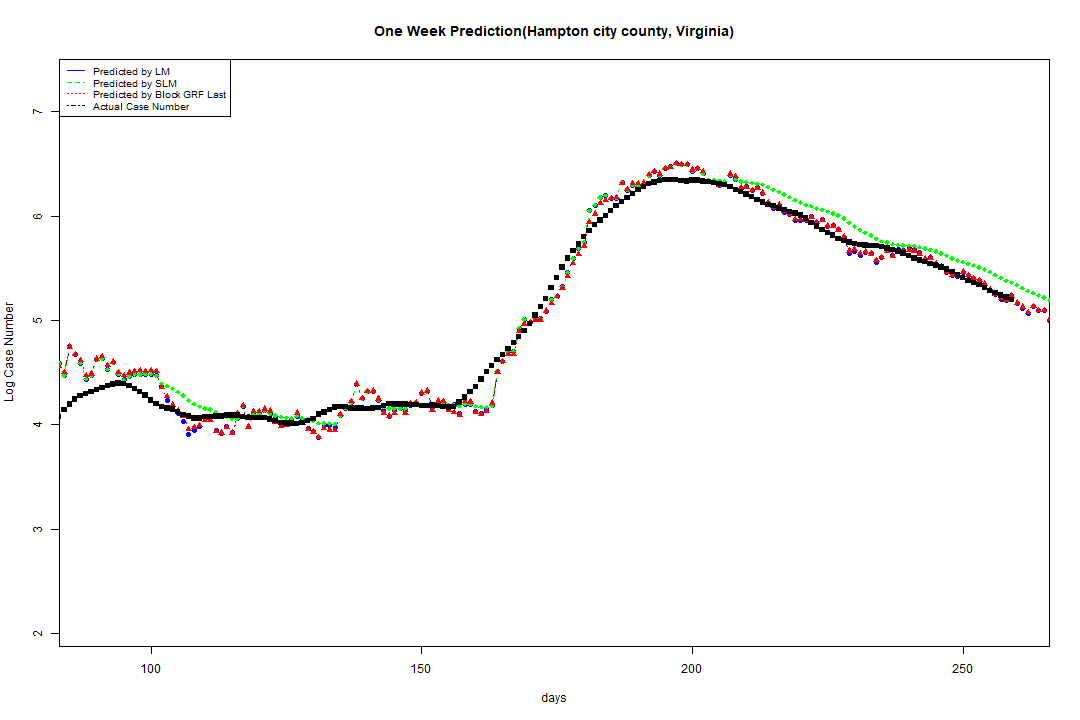 One Week Prediction(Hampton city county, Virginia)
Predicted by LM
Predicted by SLM
Predicted by Block GRF Last
Actual Case Number
7
6
5
4
3
2
Log Case Number
100 150 200 250
days